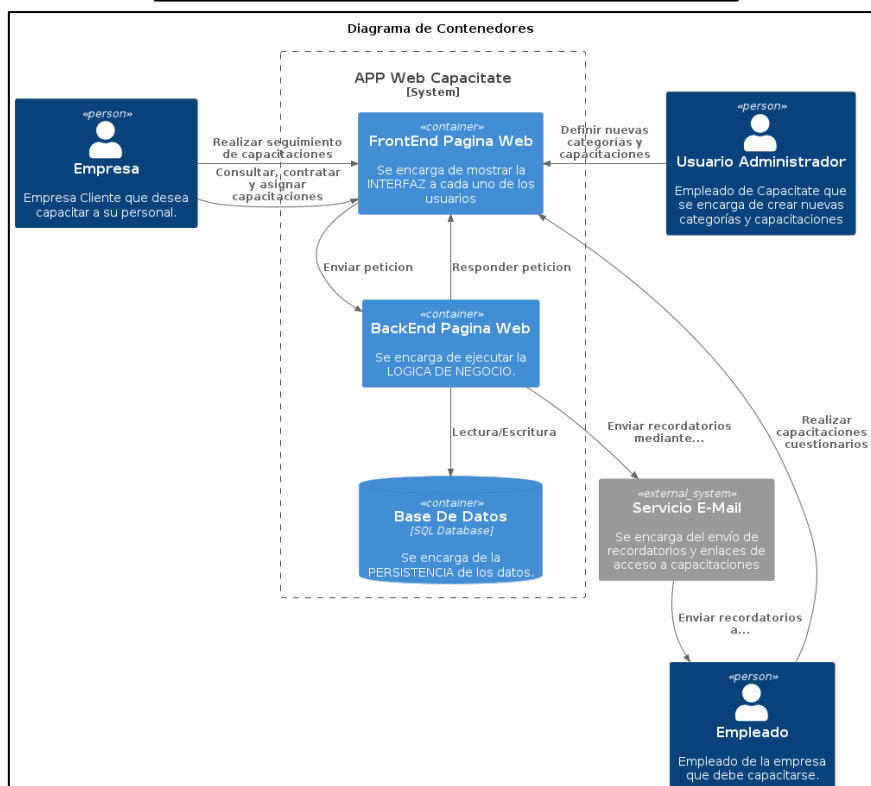 Diagrama de Contenedores
APP Web Capacitate
[System]
«person»
Empresa
Empresa Cliente que desea
capacitar a su personal.
Realizar seguimiento
de capacitaciones
Consultar, contratar
y asignar
capacitaciones
«container»
FrontEnd Pagina Web
Se encarga de mostrar la
INTERFAZ a cada uno de los
usuarios
Definir nuevas
categorías y
capacitaciones
«person»
Usuario Administrador
Empleado de Capacitate que
se encarga de crear nuevas
categorías y capacitaciones
Enviar peticion
Responder peticion
«container»
BackEnd Pagina Web
Se encarga de ejecutar la
LOGICA DE NEGOCIO.
Lectura/Escritura
Enviar recordatorios
mediante...
Realizar
capacitaciones
cuestionarios
«container»
Base De Datos
[SQL Database]
Se encarga de la
PERSISTENCIA de los datos.
«external_system»
Servicio E-Mail
Se encarga del envío de
recordatorios y enlaces de
acceso a capacitaciones
Enviar recordatorios
a...
«person»
Empleado
Empleado de la empresa
que debe capacitarse.